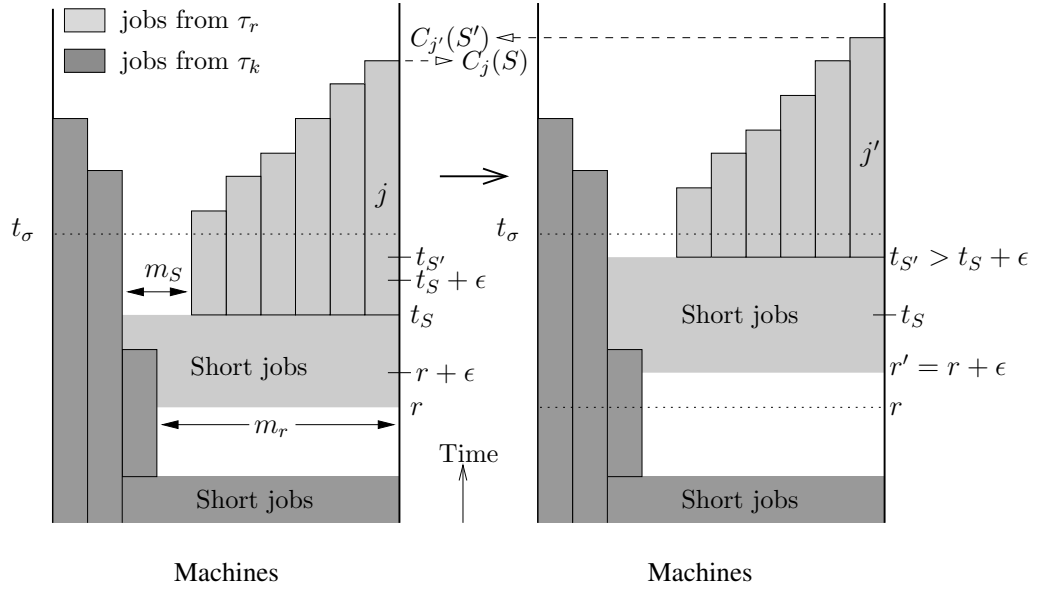 jobs from τ_r
jobs from τ_k
C_{j'}(S')
C_j(S)
j
t_σ
m_S
t_{S'}
t_S + ϵ
t_S
Short jobs
r + ϵ
r
m_r
Short jobs
Machines
Time
j'
t_σ
t_{S'} > t_S + ϵ
Short jobs
t_S
r' = r + ϵ
r
Short jobs
Machines